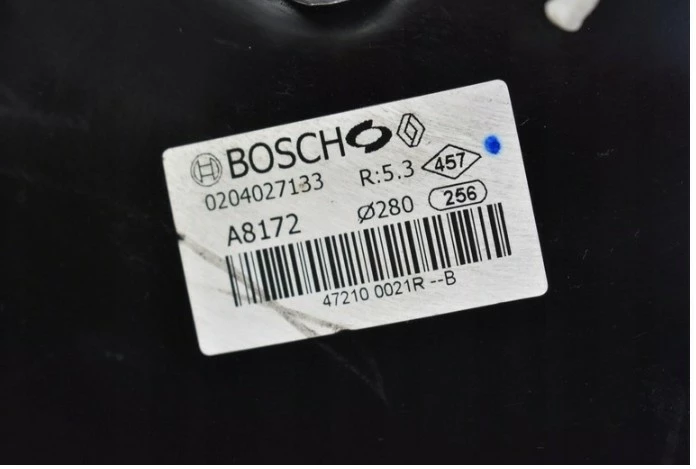 BOSCH
0204027133 R:5.3 457
A8172 Ø280 256
47210 0021R --B